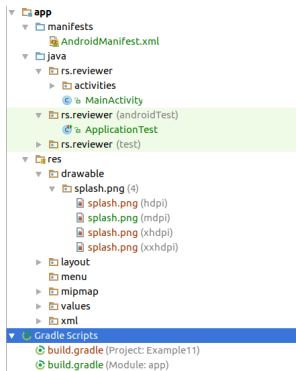 app
manifests
AndroidManifest.xml
java
rs.reviewer
activities
MainActivity
rs.reviewer (androidTest)
ApplicationTest
rs.reviewer (test)
res
drawable
splash.png (4)
splash.png (hdpi)
splash.png (mdpi)
splash.png (xhdpi)
splash.png (xxhdpi)
layout
menu
mipmap
values
xml
Gradle Scripts
build.gradle (Project: Example11)
build.gradle (Module: app)